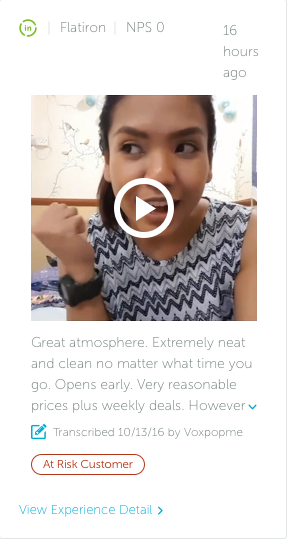 in | Flatiron | NPS 0
16
hours
ago
Great atmosphere. Extremely neat
and clean no matter what time you
go. Opens early. Very reasonable
prices plus weekly deals. However
Transcribed 10/13/16 by Voxpopme
At Risk Customer
View Experience Detail